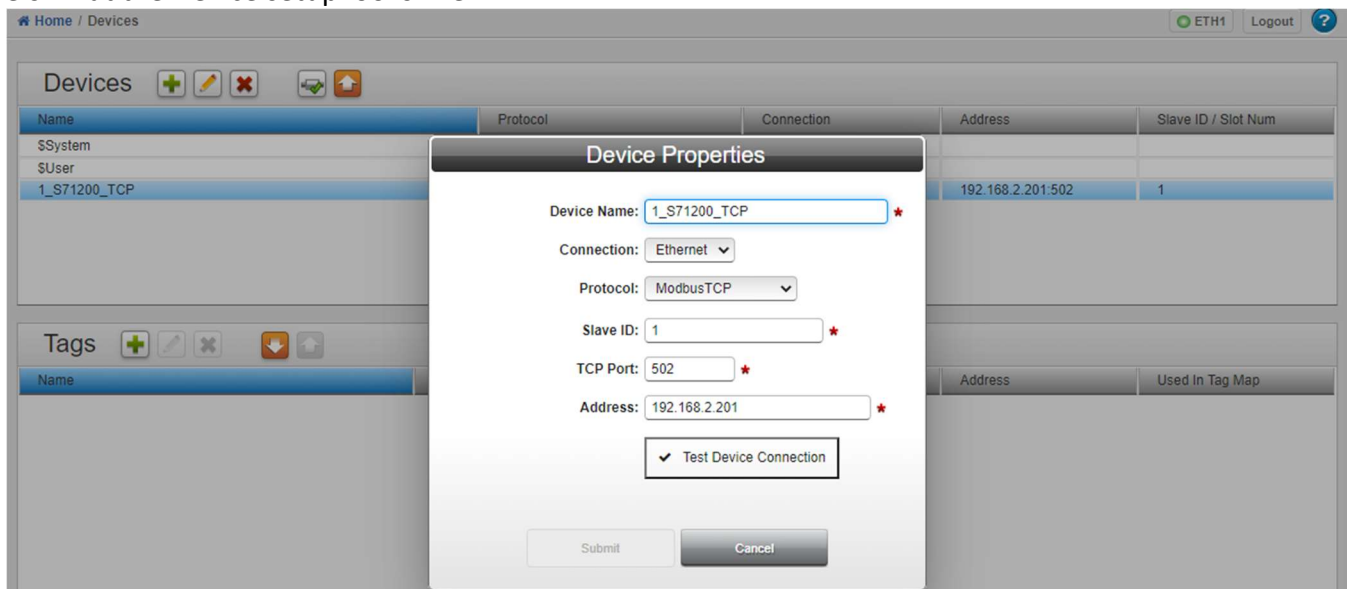 Home / Devices
ETH1 Logout ?
Devices
Name Protocol Connection Address Slave ID / Slot Num
$System
$User
1_S71200_TCP 192.168.2.201:502 1
Device Properties
Device Name: 1_S71200_TCP *
Connection: Ethernet
Protocol: ModbusTCP
Slave ID: 1 *
TCP Port: 502 *
Address: 192.168.2.201 *
Test Device Connection
Submit Cancel
Tags
Name Address Used In Tag Map